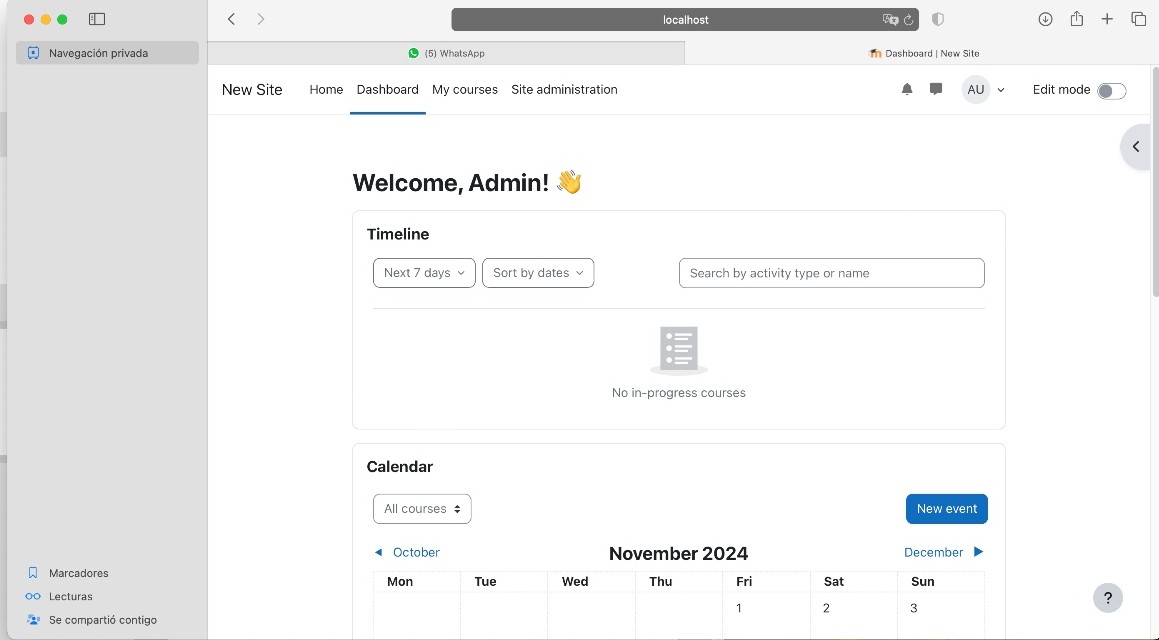 localhost
Navegación privada
(5) WhatsApp
Dashboard | New Site
New Site Home Dashboard My courses Site administration AU Edit mode
Welcome, Admin! 👋
Timeline
Next 7 days Sort by dates Search by activity type or name
No in-progress courses
Calendar
All courses New event
◄ October November 2024 December ►
Mon Tue Wed Thu Fri Sat Sun
1 2 3
Marcadores
Lecturas
Se compartió contigo
?